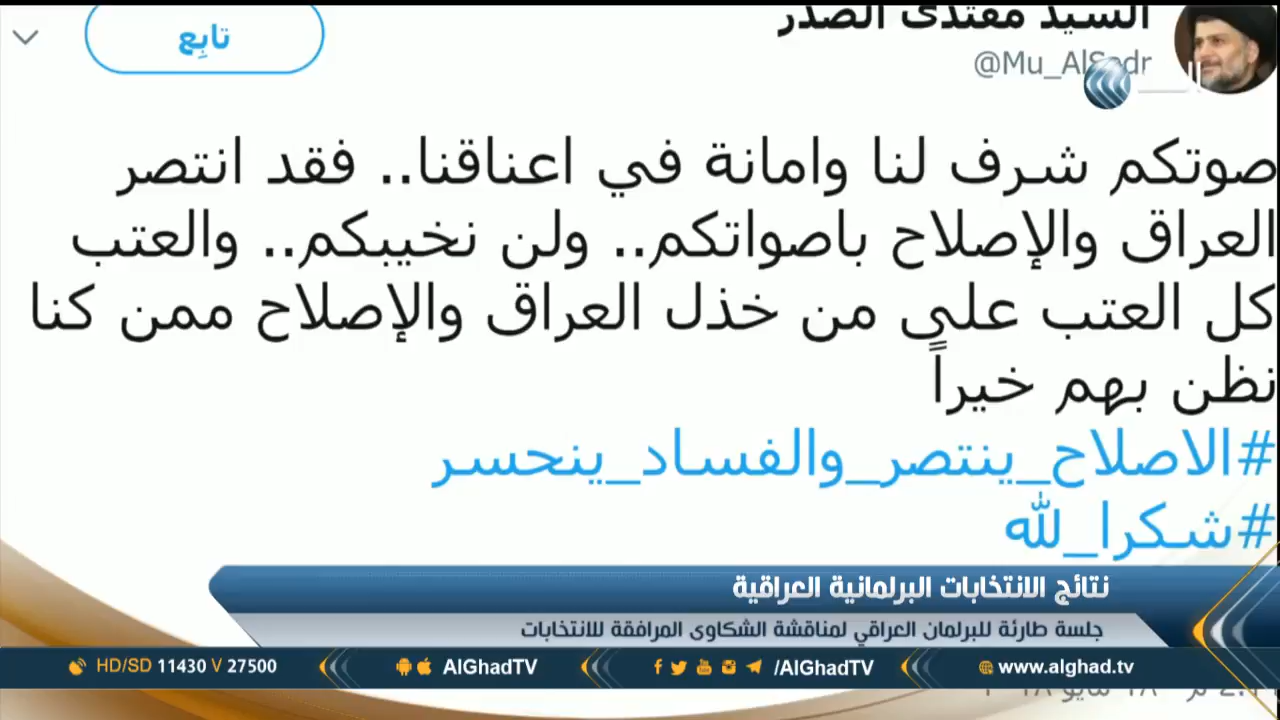 السيد مقتدى الصدر
@Mu_AlSadr
تابِع
صوتكم شرف لنا وامانة في اعناقنا.. فقد انتصر
العراق والإصلاح باصواتكم.. ولن نخيبكم.. والعتب
كل العتب على من خذل العراق والإصلاح ممن كنا
نظن بهم خيراً
#الاصلاح_ينتصر_والفساد_ينحسر
#شكرا_لله
نتائج الانتخابات البرلمانية العراقية
جلسة طارئة للبرلمان العراقي لمناقشة الشكاوى المرافقة للانتخابات
HD/SD 11430 V 27500 AlGhadTV /AlGhadTV www.alghad.tv